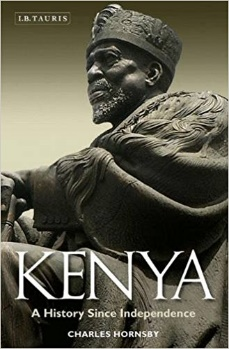 I.B.TAURIS
KENYA
A History Since Independence
CHARLES HORNSBY